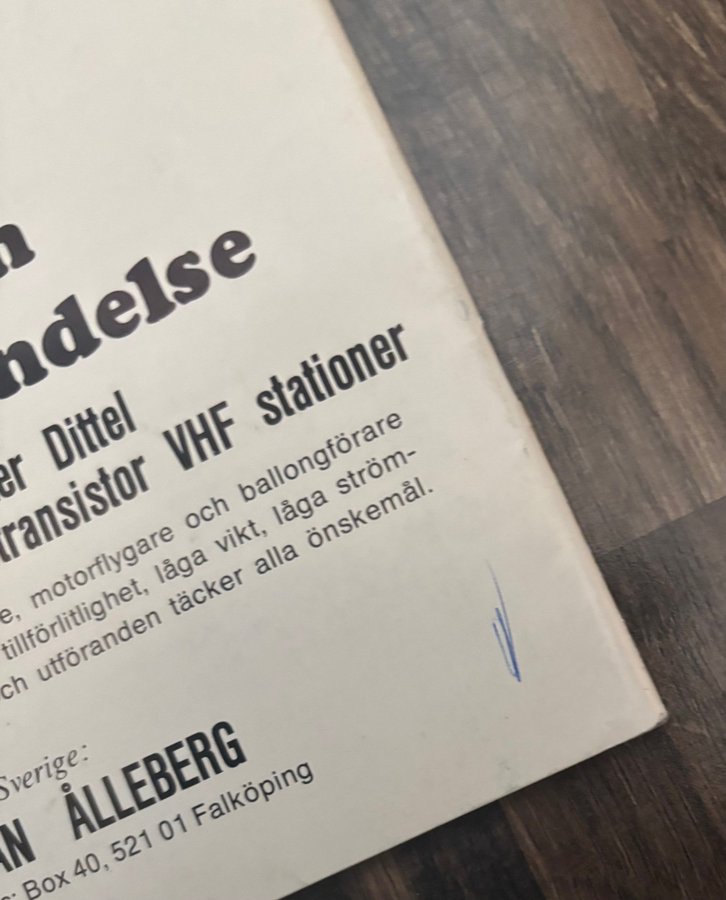 n
ndelse
er Dittel
transistor VHF stationer
e, motorflygare och ballongförare
tillförlitlighet, låga vikt, låga ström-
ch utföranden täcker alla önskemål.
Sverige:
AN ÅLLEBERG
s: Box 40, 521 01 Falköping